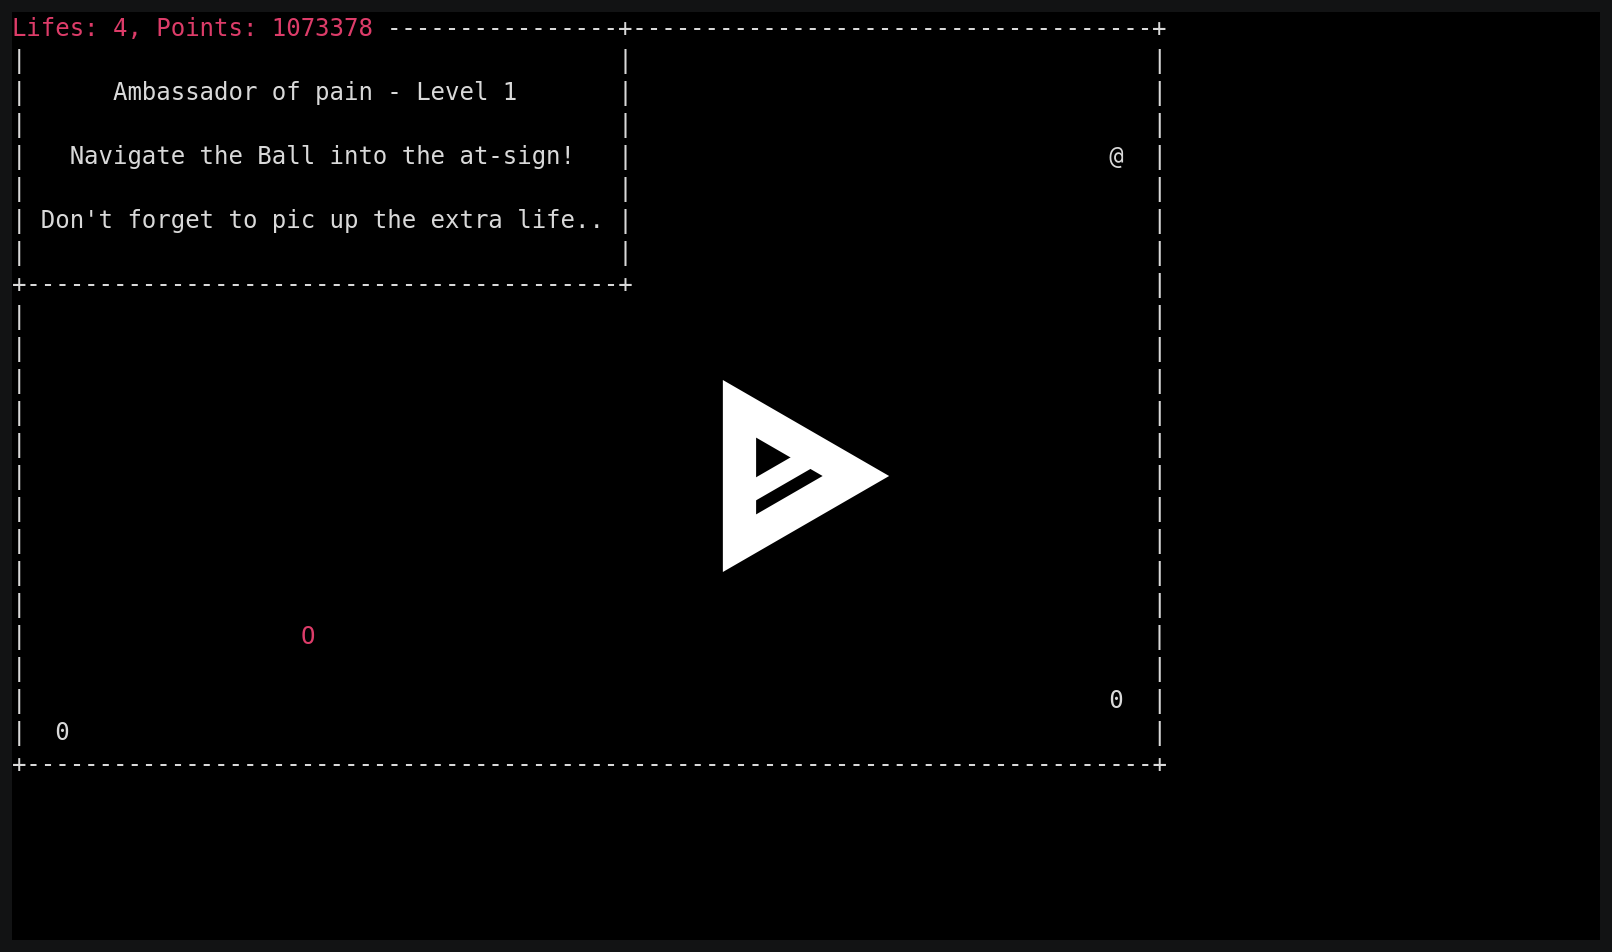 Lifes: 4, Points: 1073378
Ambassador of pain - Level 1
Navigate the Ball into the at-sign!
@
Don't forget to pic up the extra life..
O
0
0